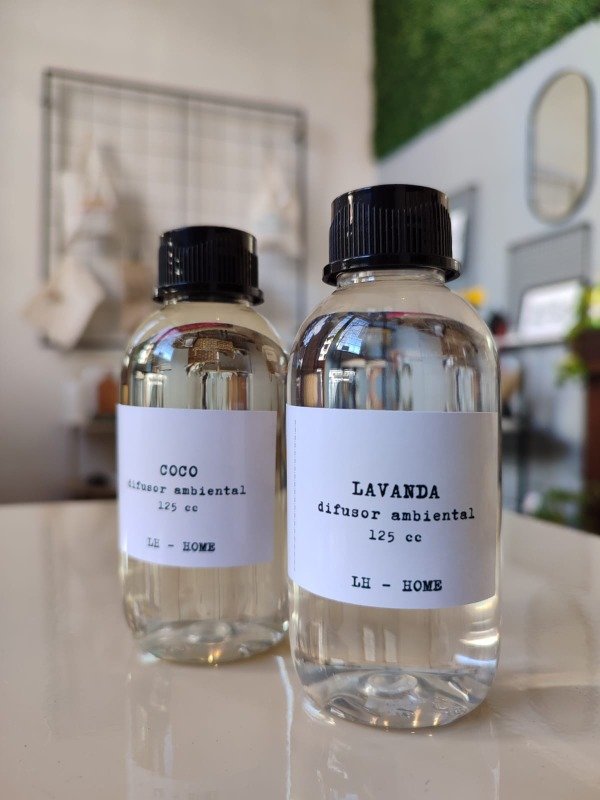 COCO
difusor ambiental
125 cc
LH - HOME
LAVANDA
difusor ambiental
125 cc
LH - HOME